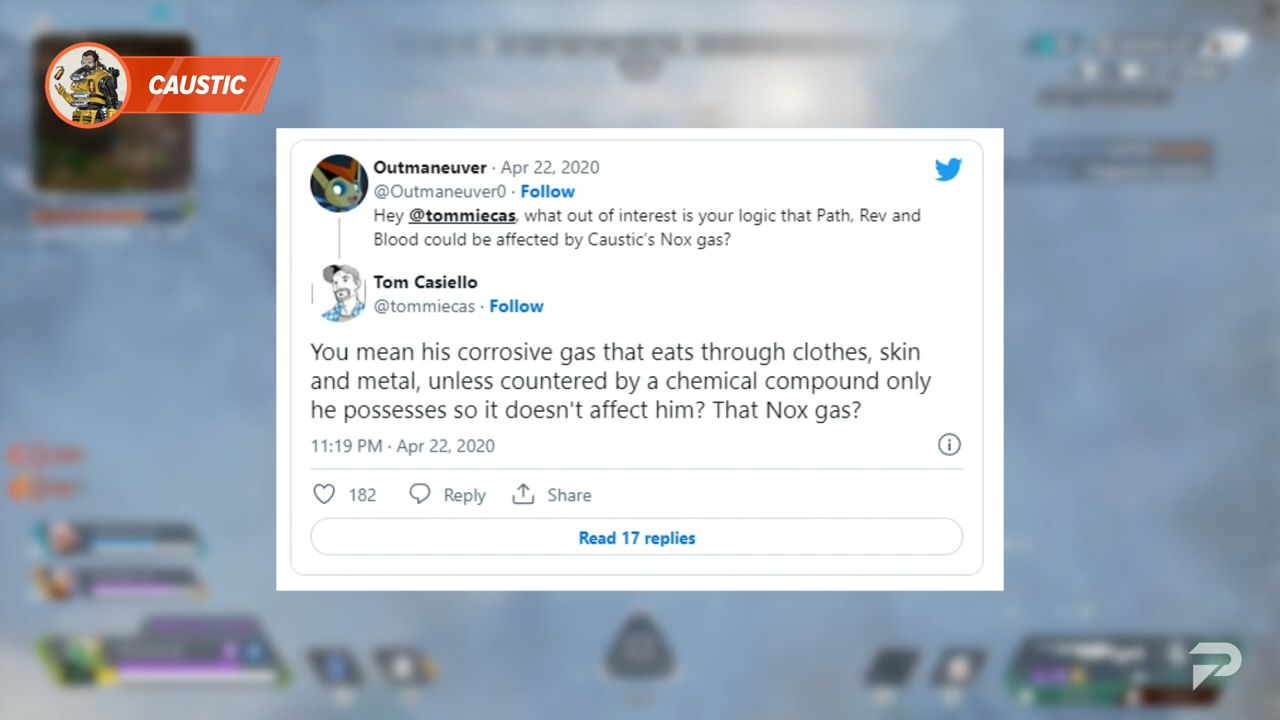 CAUSTIC
Outmaneuver · Apr 22, 2020
@Outmaneuver0 · Follow
Hey @tommiecas, what out of interest is your logic that Path, Rev and
Blood could be affected by Caustic's Nox gas?
Tom Casiello
@tommiecas · Follow
You mean his corrosive gas that eats through clothes, skin
and metal, unless countered by a chemical compound only
he possesses so it doesn't affect him? That Nox gas?
11:19 PM · Apr 22, 2020
182 Reply Share
Read 17 replies